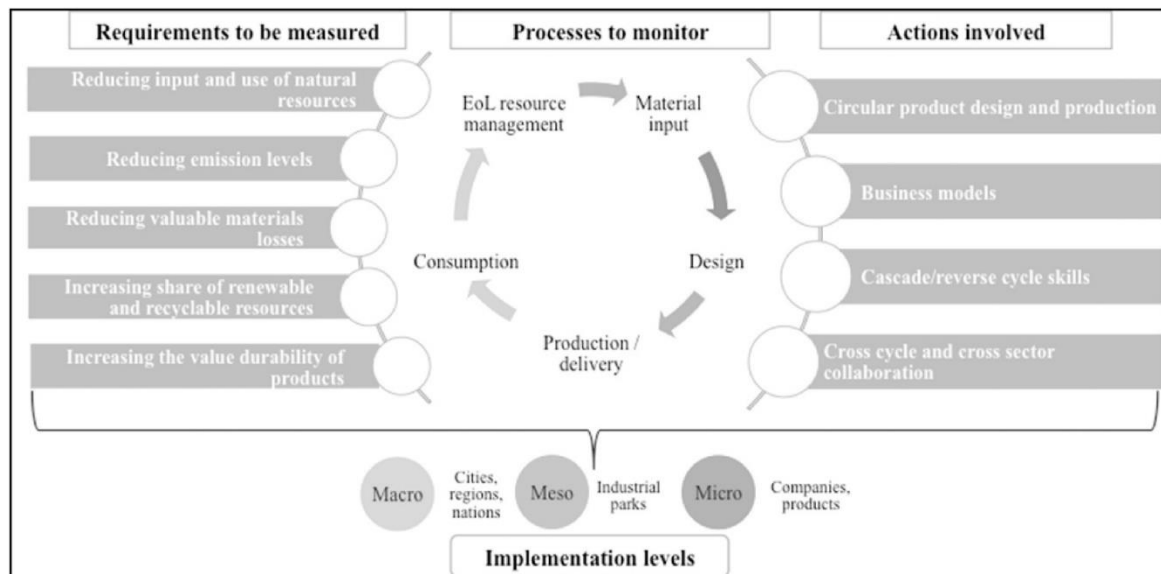 Requirements to be measured
Reducing input and use of natural
resources
Reducing emission levels
Reducing valuable materials
losses
Increasing share of renewable
and recyclable resources
Increasing the value durability of
products
Processes to monitor
EoL resource
management
Material
input
Design
Production /
delivery
Consumption
Actions involved
Circular product design and production
Business models
Cascade/reverse cycle skills
Cross cycle and cross sector
collaboration
Macro
Cities,
regions,
nations
Meso
Industrial
parks
Micro
Companies,
products
Implementation levels